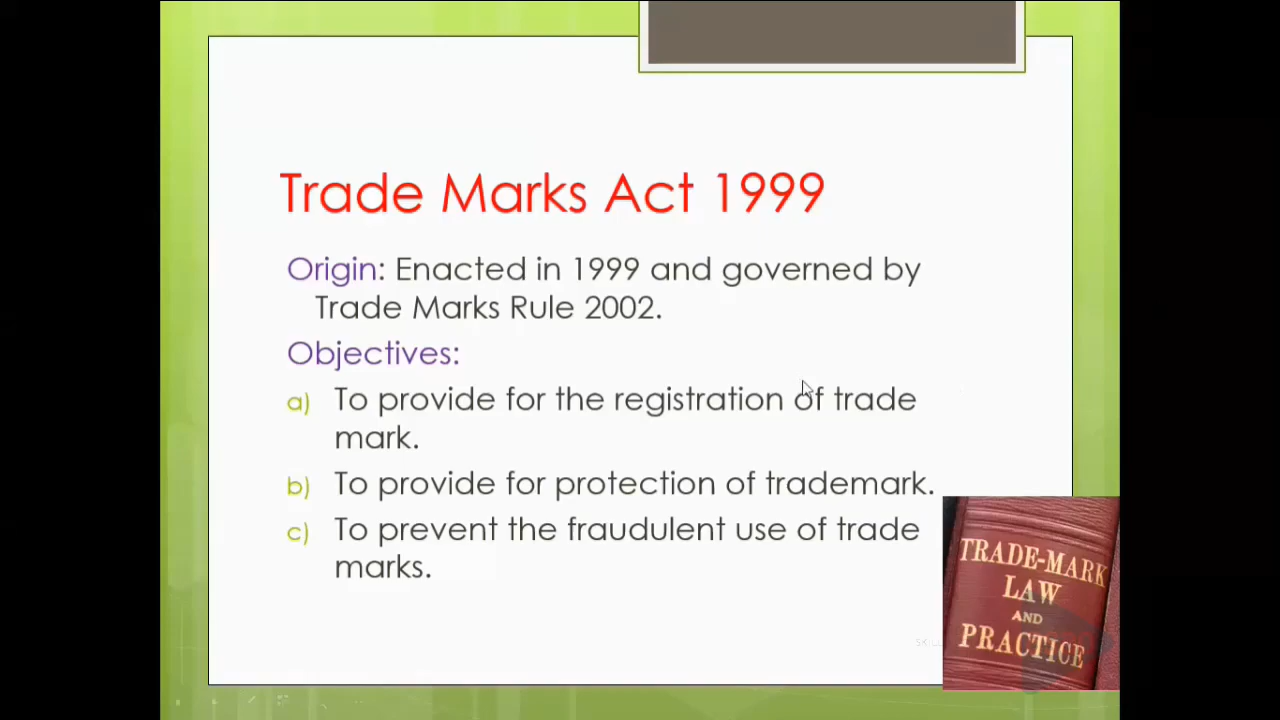 Trade Marks Act 1999
Origin: Enacted in 1999 and governed by
Trade Marks Rule 2002.
Objectives:
a) To provide for the registration of trade
mark.
b) To provide for protection of trademark.
c) To prevent the fraudulent use of trade
marks.
TRADE-MARK
LAW
AND
PRACTICE